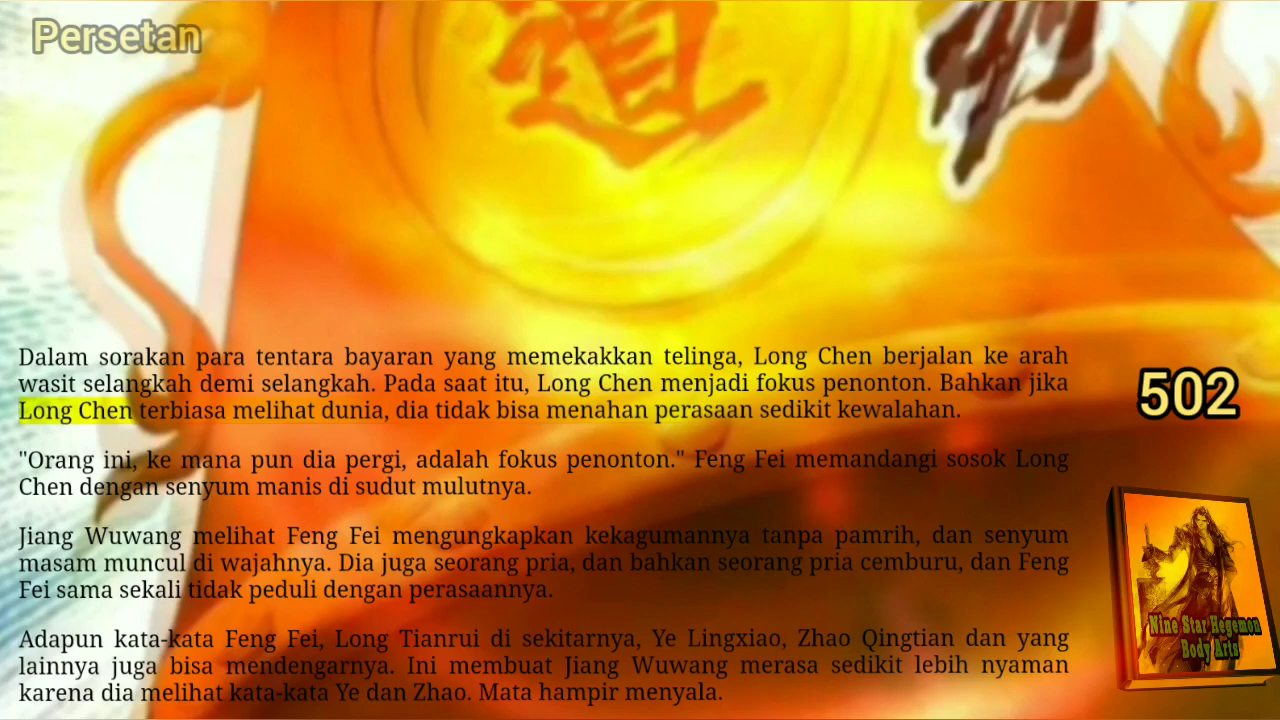 Persetan
道
Dalam sorakan para tentara bayaran yang memekakkan telinga, Long Chen berjalan ke arah
wasit selangkah demi selangkah. Pada saat itu, Long Chen menjadi fokus penonton. Bahkan jika
Long Chen terbiasa melihat dunia, dia tidak bisa menahan perasaan sedikit kewalahan.
"Orang ini, ke mana pun dia pergi, adalah fokus penonton." Feng Fei memandangi sosok Long
Chen dengan senyum manis di sudut mulutnya.
Jiang Wuwang melihat Feng Fei mengungkapkan kekagumannya tanpa pamrih, dan senyum
masam muncul di wajahnya. Dia juga seorang pria, dan bahkan seorang pria cemburu, dan Feng
Fei sama sekali tidak peduli dengan perasaannya.
Adapun kata-kata Feng Fei, Long Tianrui di sekitarnya, Ye Lingxiao, Zhao Qingtian dan yang
lainnya juga bisa mendengarnya. Ini membuat Jiang Wuwang merasa sedikit lebih nyaman
karena dia melihat kata-kata Ye dan Zhao. Mata hampir menyala.
502
Nine Star Hegemon
Body Arts